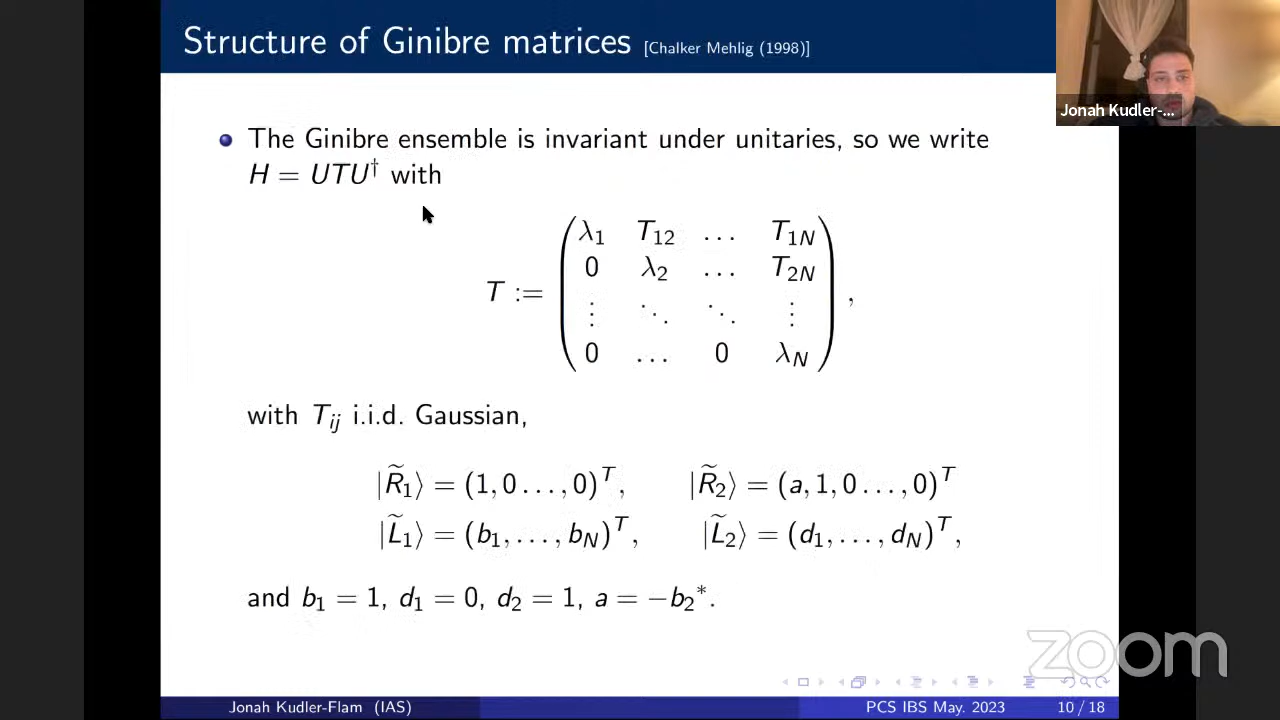 Structure of Ginibre matrices [Chalker Mehlig (1998)]
Jonah Kudler-...
The Ginibre ensemble is invariant under unitaries, so we write
H = UTU† with
T := ( λ₁ T₁₂ … T₁N
0 λ₂ … T₂N
⋮ ⋱ ⋱ ⋮
0 … 0 λN ) ,
with Tᵢⱼ i.i.d. Gaussian,
|R̃₁⟩ = (1, 0 …, 0)ᵀ, |R̃₂⟩ = (a, 1, 0 …, 0)ᵀ
|L̃₁⟩ = (b₁, …, bN)ᵀ, |L̃₂⟩ = (d₁, …, dN)ᵀ,
and b₁ = 1, d₁ = 0, d₂ = 1, a = −b₂*.
zoom
Jonah Kudler-Flam (IAS) PCS IBS May. 2023 10 / 18